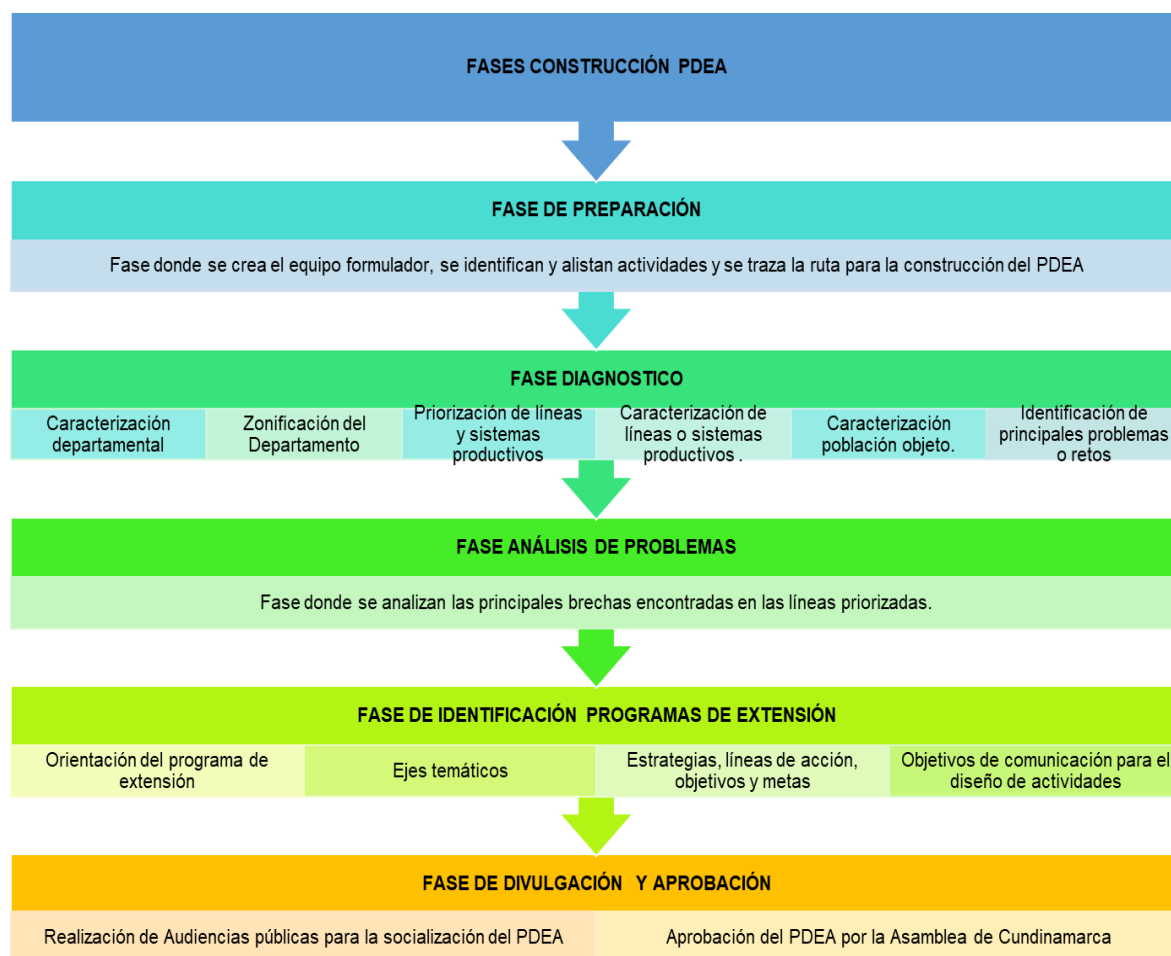 FASES CONSTRUCCIÓN PDEA
FASE DE PREPARACIÓN
Fase donde se crea el equipo formulador, se identifican y alistan actividades y se traza la ruta para la construcción del PDEA
FASE DIAGNOSTICO
Caracterización
departamental
Zonificación del
Departamento
Priorización de líneas
y sistemas
productivos
Caracterización de
líneas o sistemas
productivos .
Caracterización
población objeto.
Identificación de
principales problemas
o retos
FASE ANÁLISIS DE PROBLEMAS
Fase donde se analizan las principales brechas encontradas en las líneas priorizadas.
FASE DE IDENTIFICACIÓN PROGRAMAS DE EXTENSIÓN
Orientación del programa de
extensión
Ejes temáticos
Estrategias, líneas de acción,
objetivos y metas
Objetivos de comunicación para el
diseño de actividades
FASE DE DIVULGACIÓN Y APROBACIÓN
Realización de Audiencias públicas para la socialización del PDEA
Aprobación del PDEA por la Asamblea de Cundinamarca